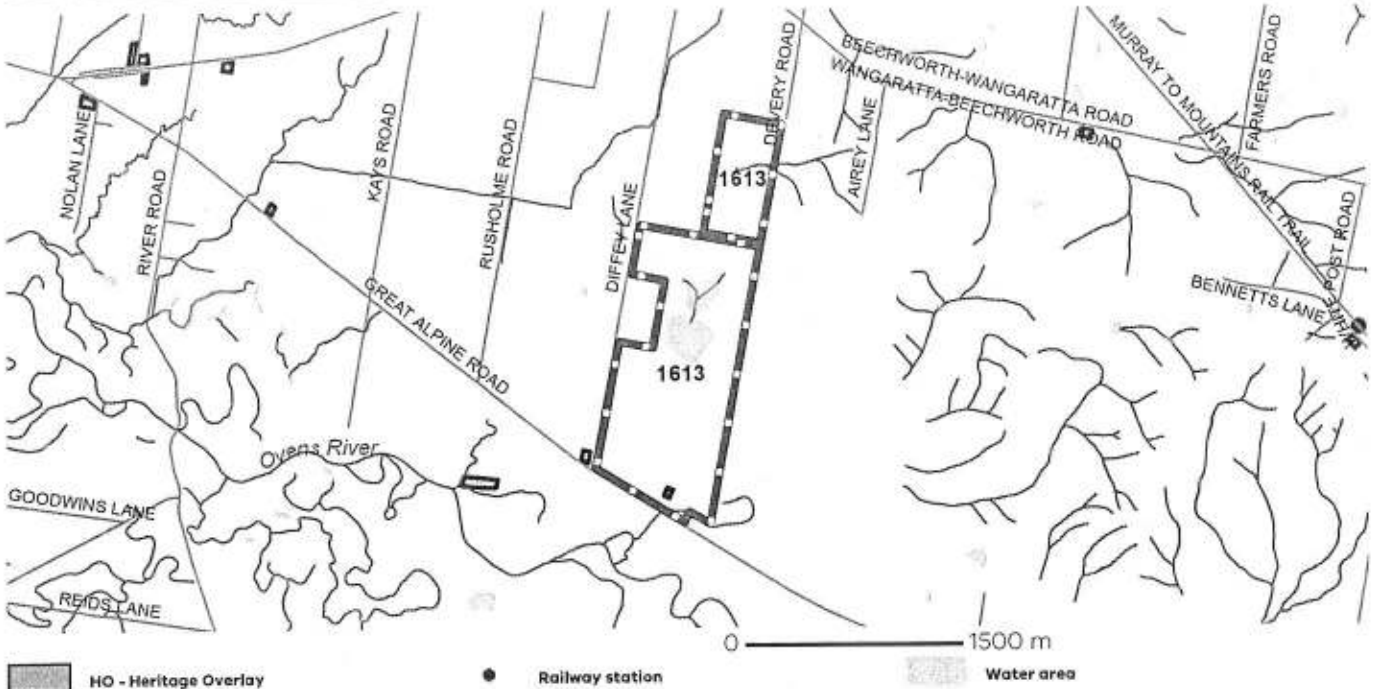 BEECHWORTH-WANGARATTA ROAD
WANGARATTA-BEECHWORTH ROAD
MURRAY TO MOUNTAINS RAIL TRAIL
FARMERS ROAD
DEVERY ROAD
AIREY LANE
NOLAN LANE
RIVER ROAD
KAYS ROAD
RUSHOLME ROAD
DIFFEY LANE
1613
POST ROAD
BENNETTS LANE
GREAT ALPINE ROAD
1613
Ovens River
GOODWINS LANE
REIDS LANE
0 1500 m
HO - Heritage Overlay
Railway station
Water area